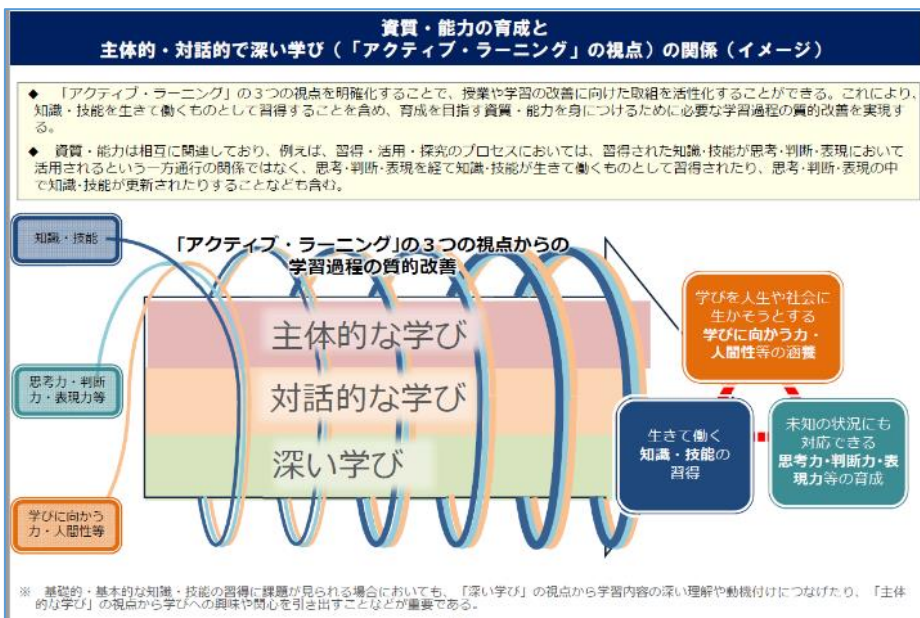 資質・能力の育成と
主体的・対話的で深い学び（「アクティブ・ラーニング」の視点）の関係（イメージ）
◆ 「アクティブ・ラーニング」の３つの視点を明確化することで、授業や学習の改善に向けた取組を活性化することができる。これにより、
知識・技能を生きて働くものとして習得することを含め、育成を目指す資質・能力を身につけるために必要な学習過程の質的改善を実現す
る。
◆ 資質・能力は相互に関連しており、例えば、習得・活用・探究のプロセスにおいては、習得された知識・技能が思考・判断・表現において
活用されるという一方通行の関係ではなく、思考・判断・表現を経て知識・技能が生きて働くものとして習得されたり、思考・判断・表現の中
で知識・技能が更新されたりすることなども含む。
知識・技能
「アクティブ・ラーニング」の３つの視点からの
学習過程の質的改善
主体的な学び
対話的な学び
深い学び
思考力・判断
力・表現力等
学びに向かう
力・人間性等
学びを人生や社会に
生かそうとする
学びに向かう力・
人間性等の涵養
生きて働く
知識・技能の
習得
未知の状況にも
対応できる
思考力・判断力・表
現力等の育成
※ 基礎的・基本的な知識・技能の習得に課題が見られる場合においても、「深い学び」の視点から学習内容の深い理解や動機付けにつなげたり、「主体
的な学び」の視点から学びへの興味や関心を引き出すことなどが重要である。